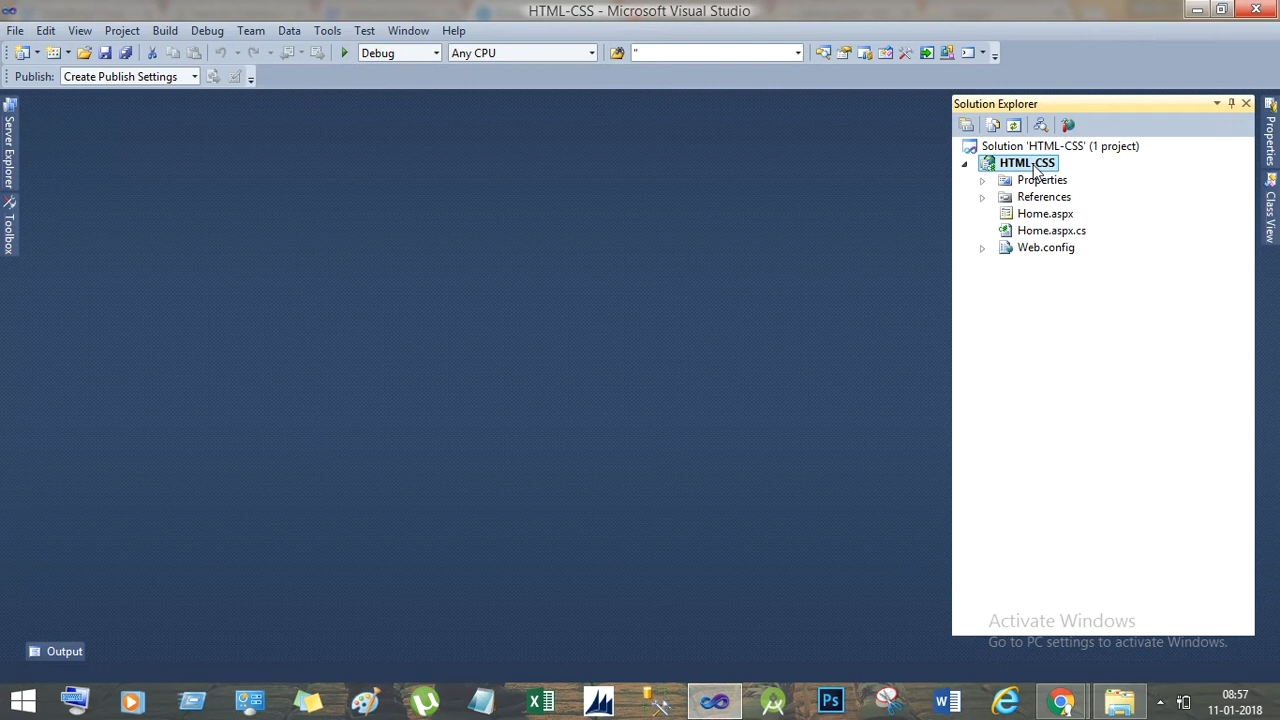 HTML-CSS - Microsoft Visual Studio
File Edit View Project Build Debug Team Data Tools Test Window Help
Debug Any CPU "
Publish: Create Publish Settings
Server Explorer
Toolbox
Solution Explorer
Solution 'HTML-CSS' (1 project)
HTML-CSS
Properties
References
Home.aspx
Home.aspx.cs
Web.config
Properties
Class View
Activate Windows
Go to PC settings to activate Windows.
Output
Ps
08:57
11-01-2018